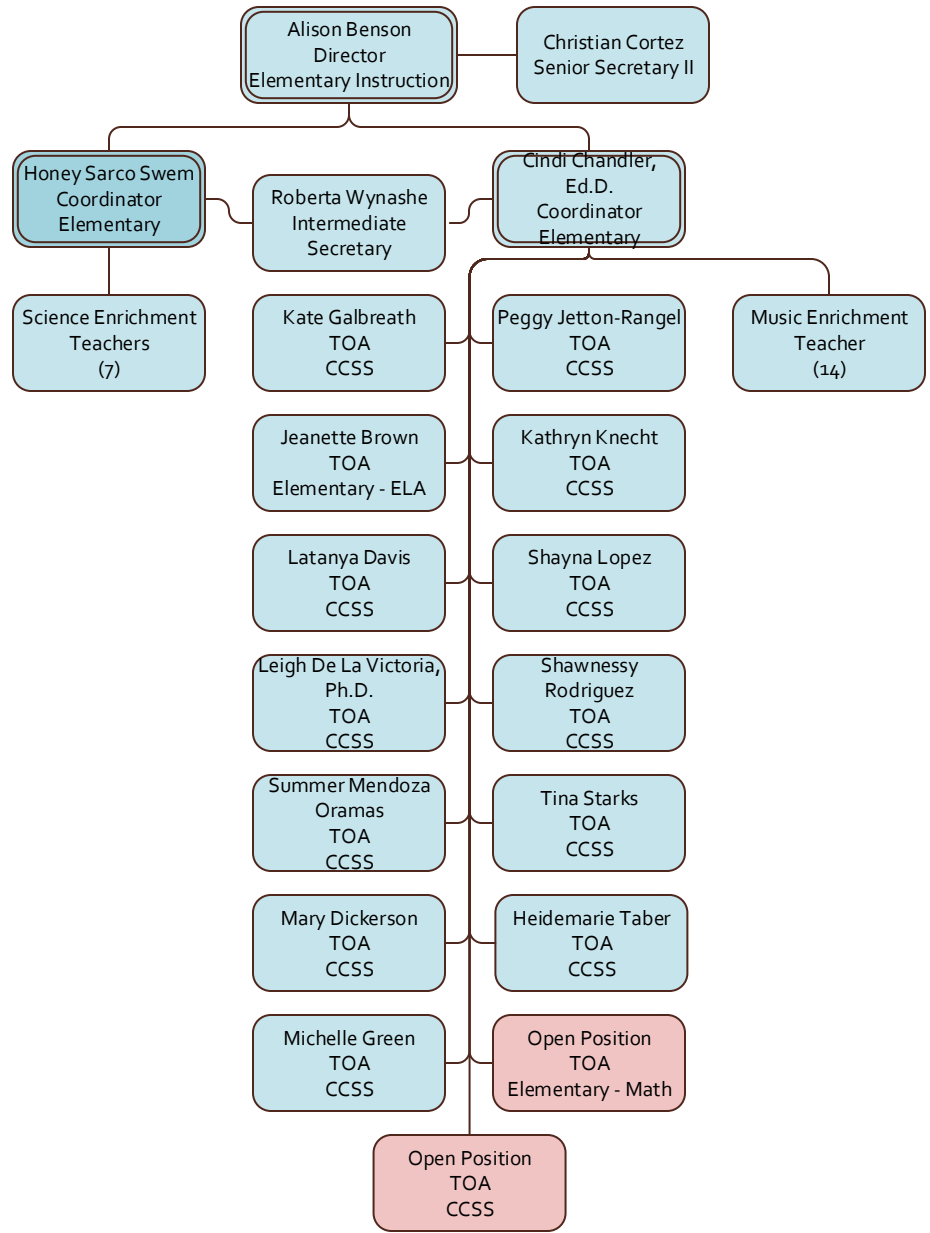 Alison Benson
Director
Elementary Instruction
Christian Cortez
Senior Secretary II
Honey Sarco Swem
Coordinator
Elementary
Roberta Wynashe
Intermediate
Secretary
Cindi Chandler,
Ed.D.
Coordinator
Elementary
Science Enrichment
Teachers
(7)
Kate Galbreath
TOA
CCSS
Peggy Jetton-Rangel
TOA
CCSS
Music Enrichment
Teacher
(14)
Jeanette Brown
TOA
Elementary - ELA
Kathryn Knecht
TOA
CCSS
Latanya Davis
TOA
CCSS
Shayna Lopez
TOA
CCSS
Leigh De La Victoria,
Ph.D.
TOA
CCSS
Shawnessy
Rodriguez
TOA
CCSS
Summer Mendoza
Oramas
TOA
CCSS
Tina Starks
TOA
CCSS
Mary Dickerson
TOA
CCSS
Heidemarie Taber
TOA
CCSS
Michelle Green
TOA
CCSS
Open Position
TOA
Elementary - Math
Open Position
TOA
CCSS